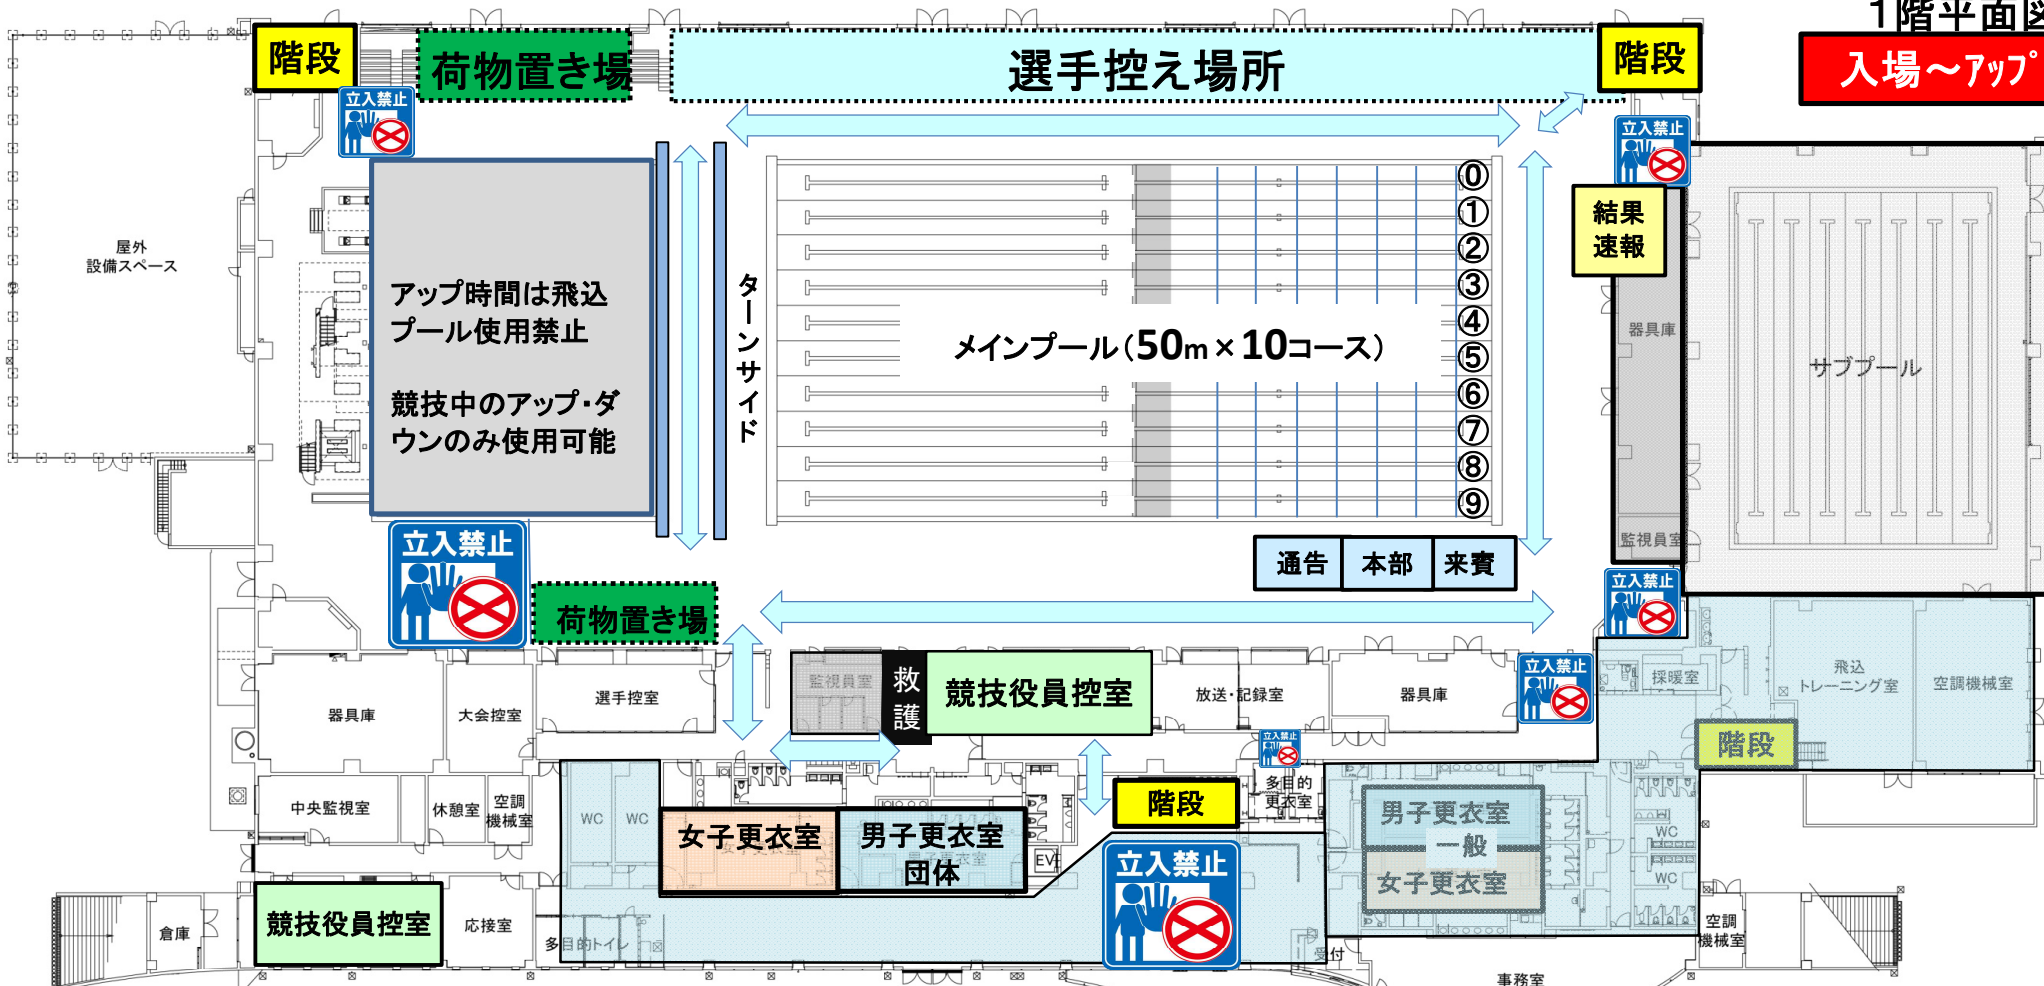 1階平面図
入場～アップ
階段
荷物置き場
選手控え場所
階段
立入禁止
立入禁止
屋外
設備スペース
アップ時間は飛込
プール使用禁止
競技中のアップ・ダ
ウンのみ使用可能
ターンサイド
メインプール（50m×10コース）
⓪
①
②
③
④
⑤
⑥
⑦
⑧
⑨
結果
速報
器具庫
監視員室
サブプール
通告
本部
来賓
立入禁止
荷物置き場
立入禁止
器具庫
大会控室
選手控室
監視員室
救護
競技役員控室
放送・記録室
器具庫
立入禁止
採暖室
飛込
トレーニング室
空調機械室
階段
立入禁止
中央監視室
休憩室
空調
機械室
WC
WC
女子更衣室
男子更衣室
団体
EV
階段
多目的
更衣室
男子更衣室
一般
女子更衣室
WC
WC
立入禁止
倉庫
競技役員控室
応接室
多目的トイレ
受付
事務室
空調
機械室